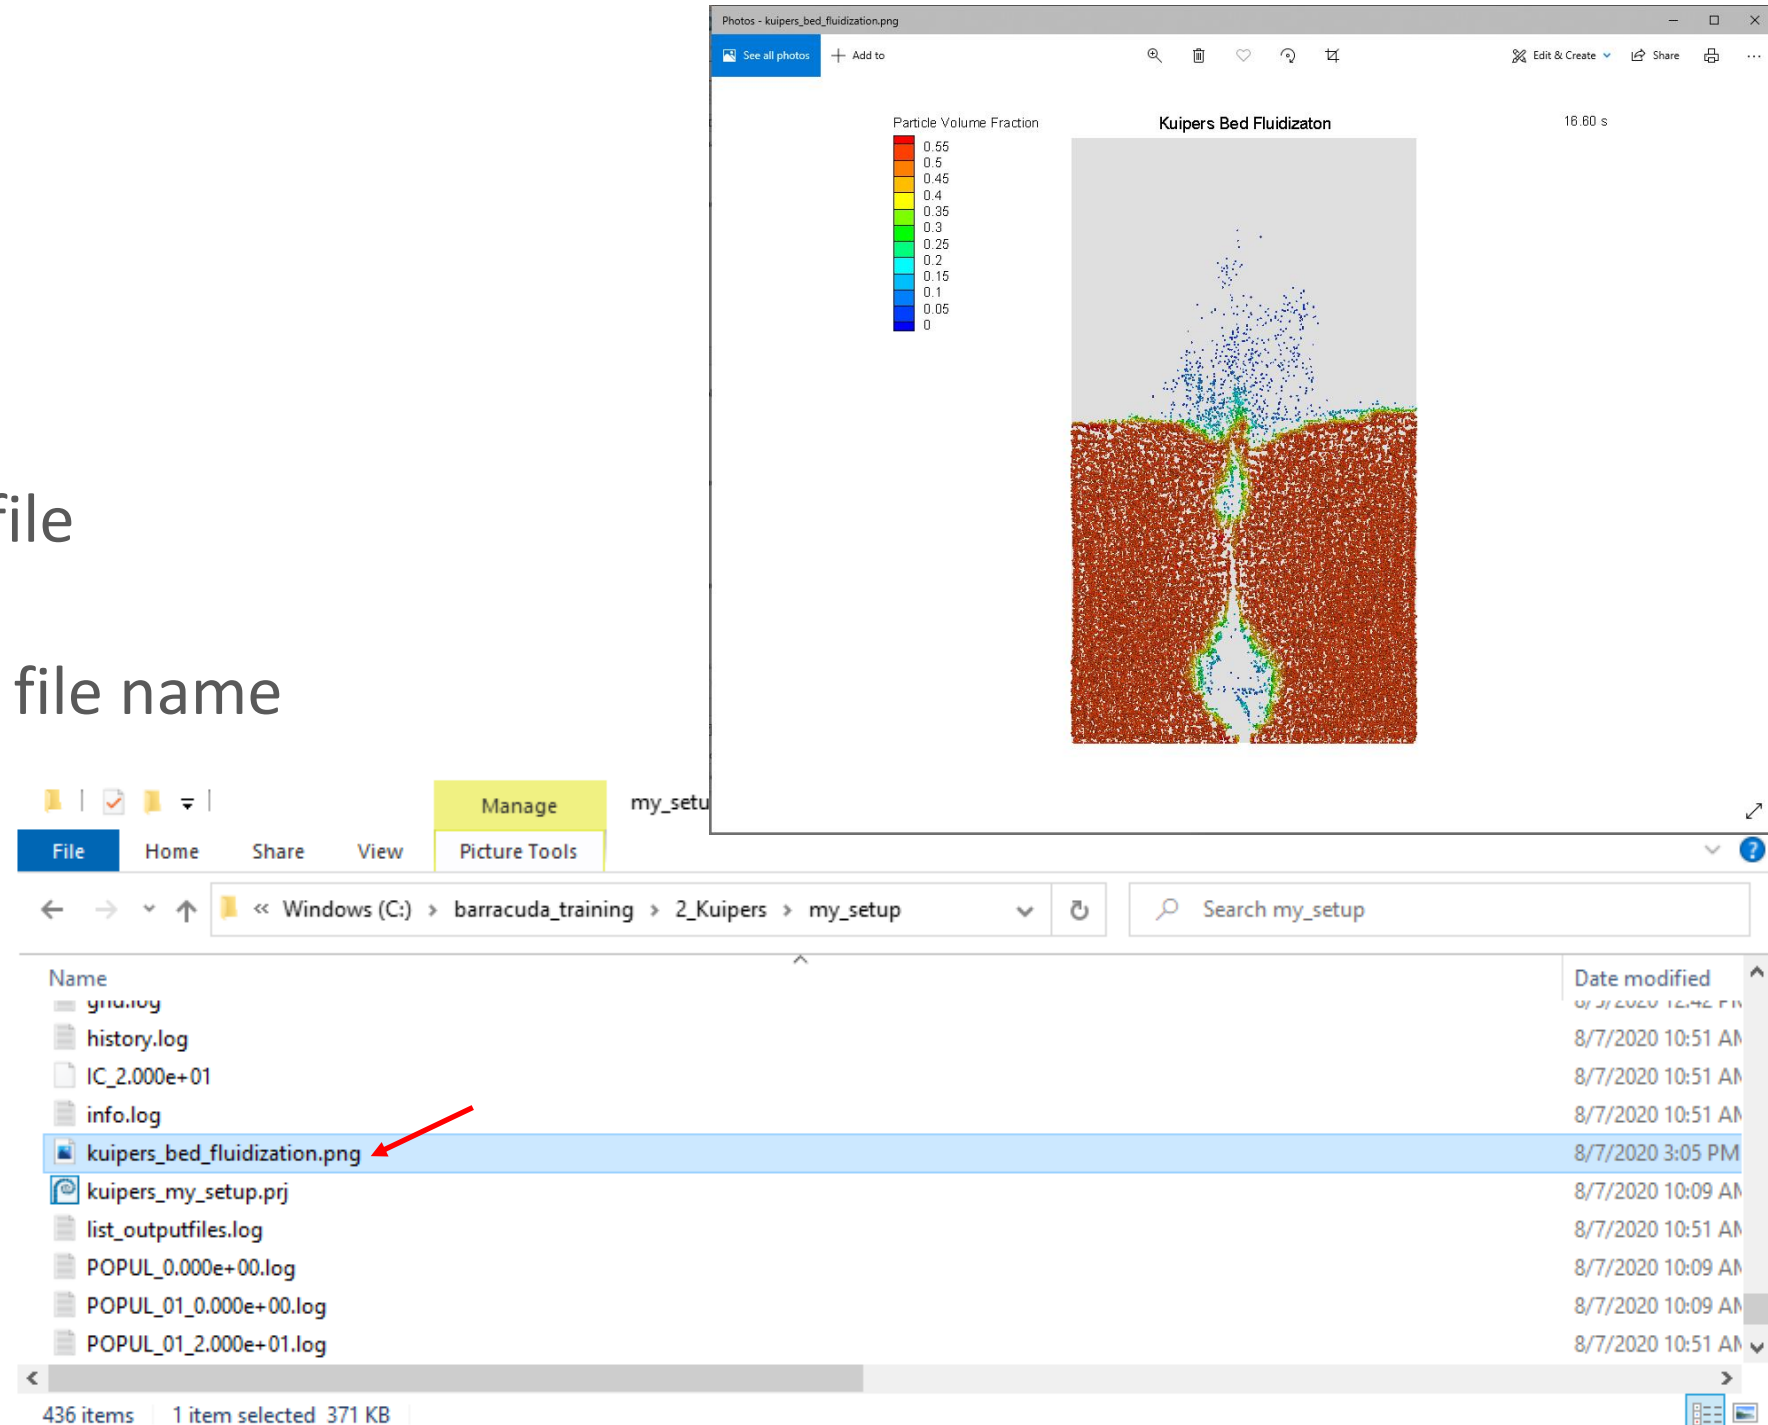 Photos - kuipers_bed_fluidization.png
See all photos
Add to
Edit & Create
Share
Particle Volume Fraction
Kuipers Bed Fluidizaton
16.60 s
0.55
0.5
0.45
0.4
0.35
0.3
0.25
0.2
0.15
0.1
0.05
0
file
file name
Manage
my_setu
File
Home
Share
View
Picture Tools
« Windows (C:) › barracuda_training › 2_Kuipers › my_setup
Search my_setup
Name
Date modified
history.log
8/7/2020 10:51 AM
IC_2.000e+01
8/7/2020 10:51 AM
info.log
8/7/2020 10:51 AM
kuipers_bed_fluidization.png
8/7/2020 3:05 PM
kuipers_my_setup.prj
8/7/2020 10:09 AM
list_outputfiles.log
8/7/2020 10:51 AM
POPUL_0.000e+00.log
8/7/2020 10:09 AM
POPUL_01_0.000e+00.log
8/7/2020 10:09 AM
POPUL_01_2.000e+01.log
8/7/2020 10:51 AM
436 items
1 item selected 371 KB